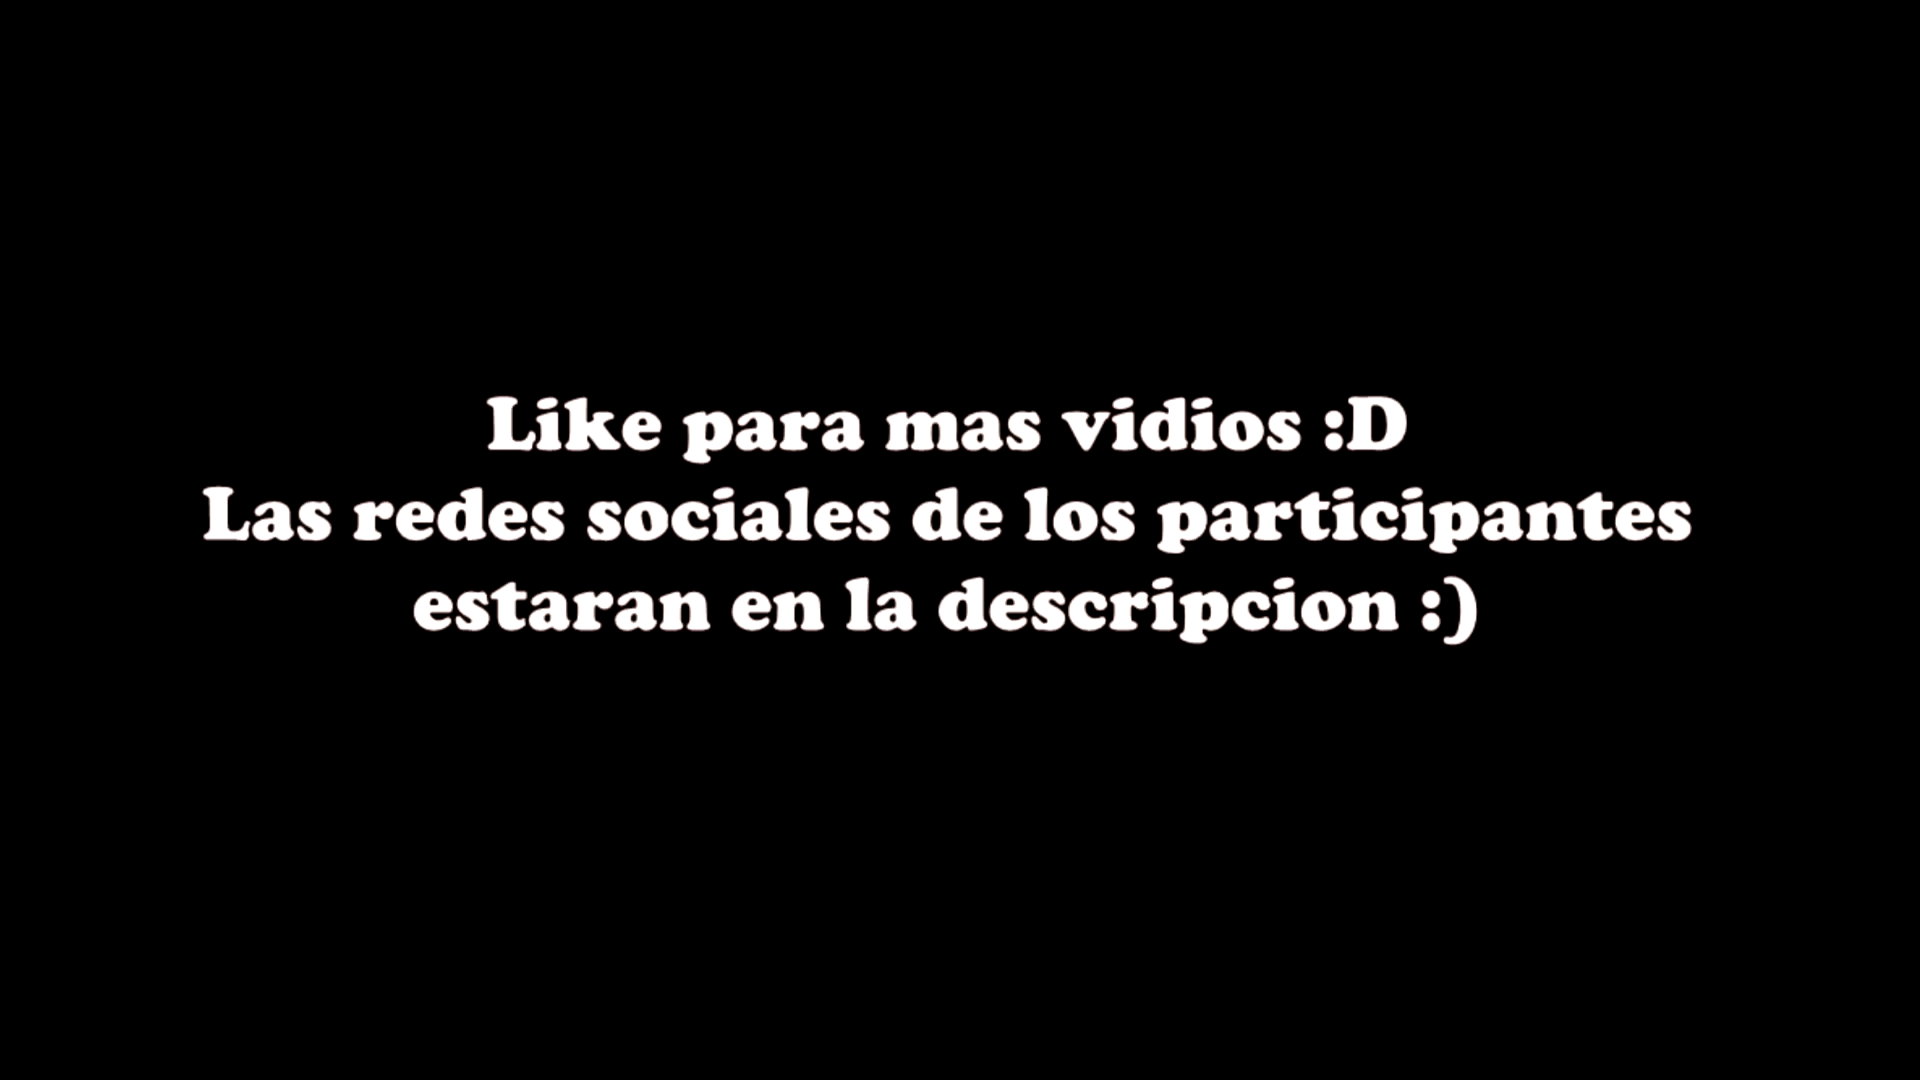 Like para mas vidios :D
Las redes sociales de los participantes
estaran en la descripcion :)